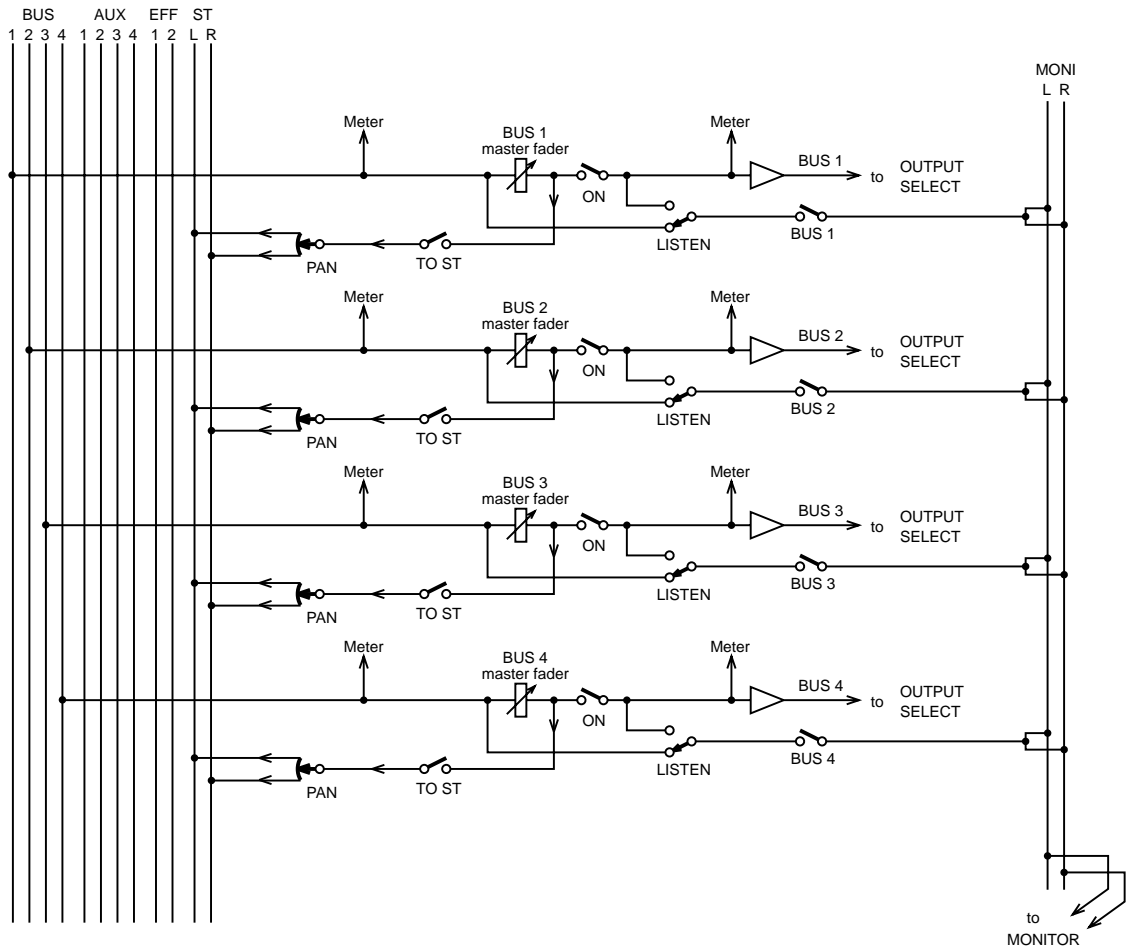 BUS AUX EFF ST
1 2 3 4 1 2 3 4 1 2 L R
MONI
L R
Meter
BUS 1
master fader
ON
Meter
BUS 1
to OUTPUT
SELECT
LISTEN
BUS 1
PAN
TO ST
Meter
BUS 2
master fader
ON
Meter
BUS 2
to OUTPUT
SELECT
LISTEN
BUS 2
PAN
TO ST
Meter
BUS 3
master fader
ON
Meter
BUS 3
to OUTPUT
SELECT
LISTEN
BUS 3
PAN
TO ST
Meter
BUS 4
master fader
ON
Meter
BUS 4
to OUTPUT
SELECT
LISTEN
BUS 4
PAN
TO ST
to
MONITOR